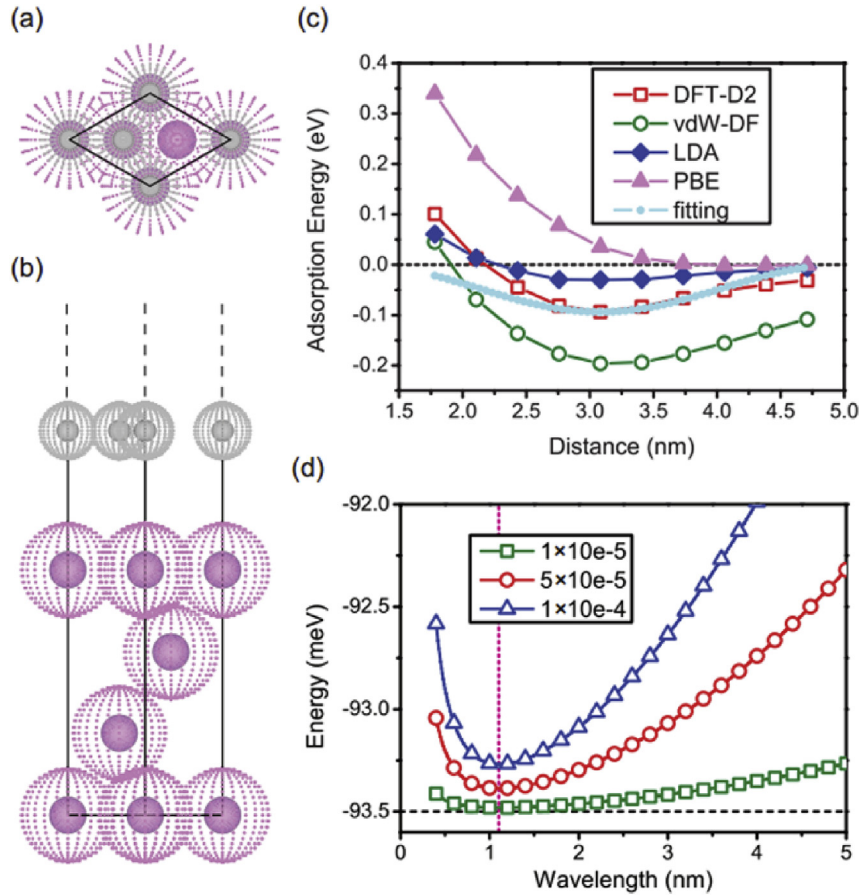 (a)
(b)
(c)
0.4
0.3
0.2
0.1
0.0
-0.1
-0.2
Adsorption Energy (eV)
DFT-D2
vdW-DF
LDA
PBE
fitting
1.5 2.0 2.5 3.0 3.5 4.0 4.5 5.0
Distance (nm)
(d)
-92.0
-92.5
-93.0
-93.5
Energy (meV)
1×10e-5
5×10e-5
1×10e-4
0 1 2 3 4 5
Wavelength (nm)